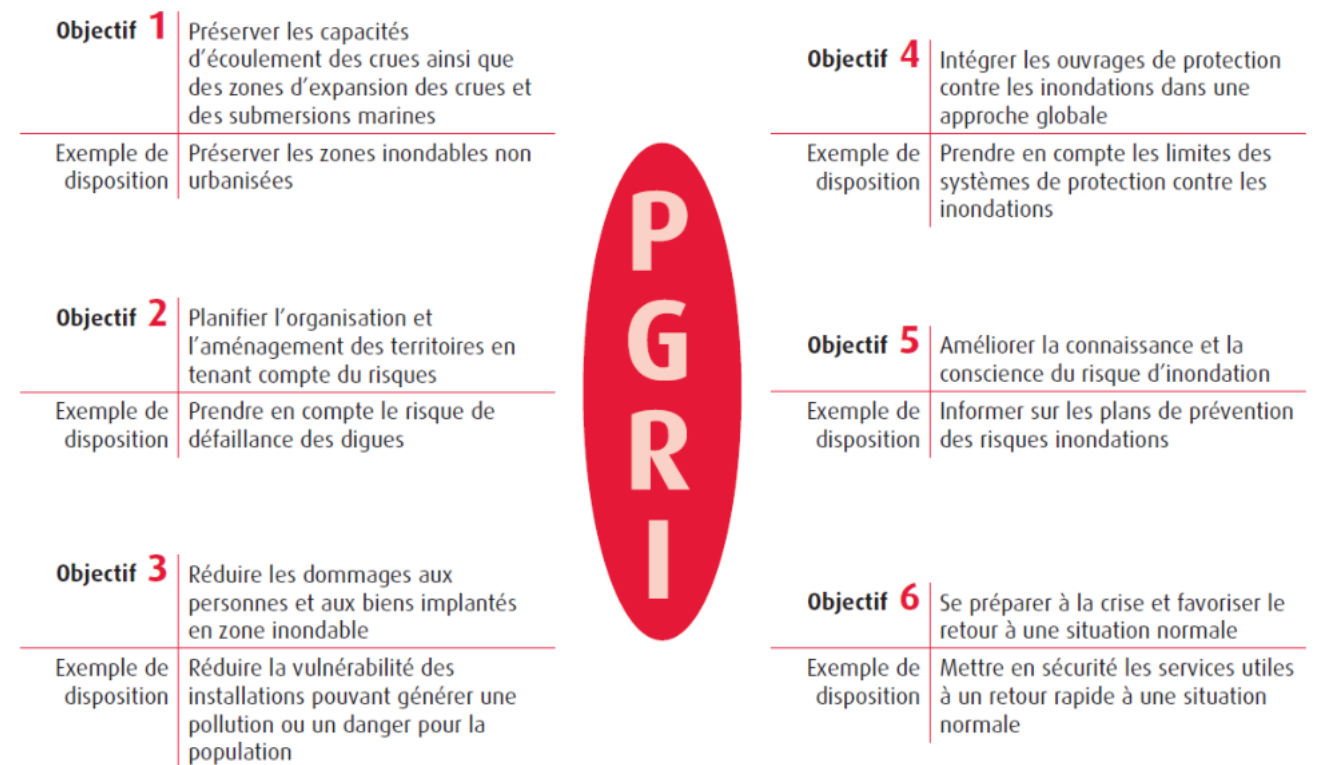 Objectif 1
Préserver les capacités
d'écoulement des crues ainsi que
des zones d'expansion des crues et
des submersions marines
Exemple de
disposition
Préserver les zones inondables non
urbanisées
Objectif 2
Planifier l'organisation et
l'aménagement des territoires en
tenant compte du risques
Exemple de
disposition
Prendre en compte le risque de
défaillance des digues
Objectif 3
Réduire les dommages aux
personnes et aux biens implantés
en zone inondable
Exemple de
disposition
Réduire la vulnérabilité des
installations pouvant générer une
pollution ou un danger pour la
population
P
G
R
I
Objectif 4
Intégrer les ouvrages de protection
contre les inondations dans une
approche globale
Exemple de
disposition
Prendre en compte les limites des
systèmes de protection contre les
inondations
Objectif 5
Améliorer la connaissance et la
conscience du risque d'inondation
Exemple de
disposition
Informer sur les plans de prévention
des risques inondations
Objectif 6
Se préparer à la crise et favoriser le
retour à une situation normale
Exemple de
disposition
Mettre en sécurité les services utiles
à un retour rapide à une situation
normale